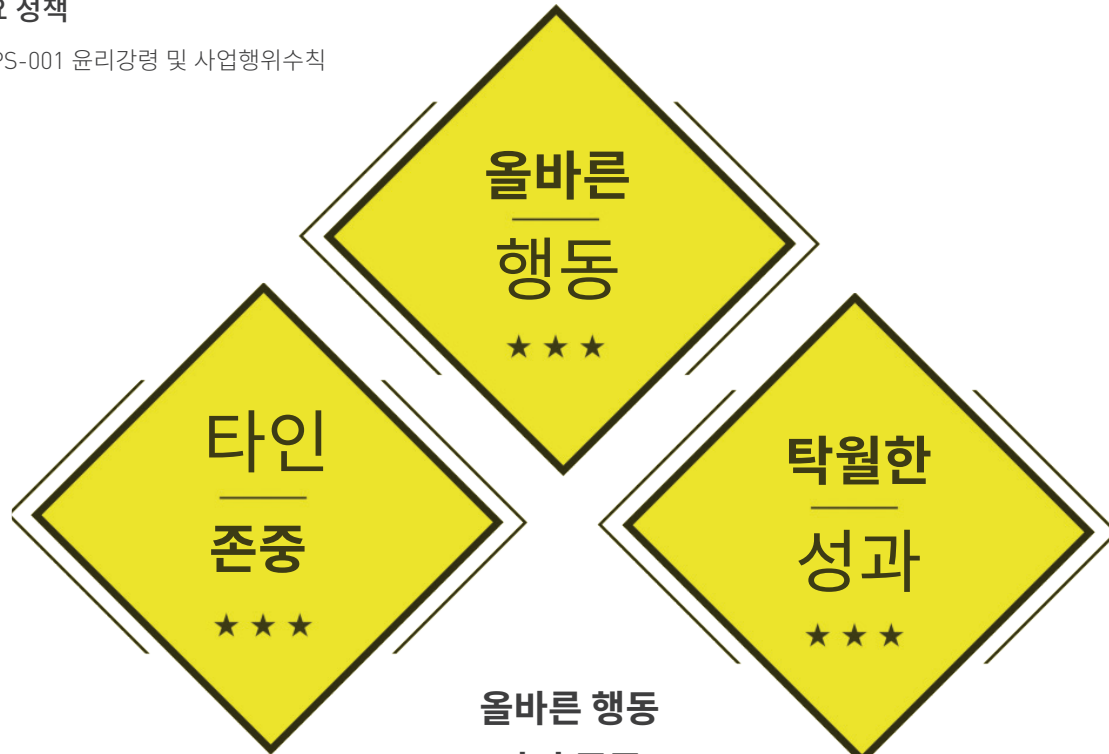 정책
PS-001 윤리강령 및 사업행위수칙
올바른
행동
★ ★ ★
타인
존중
★ ★ ★
탁월한
성과
★ ★ ★
올바른 행동